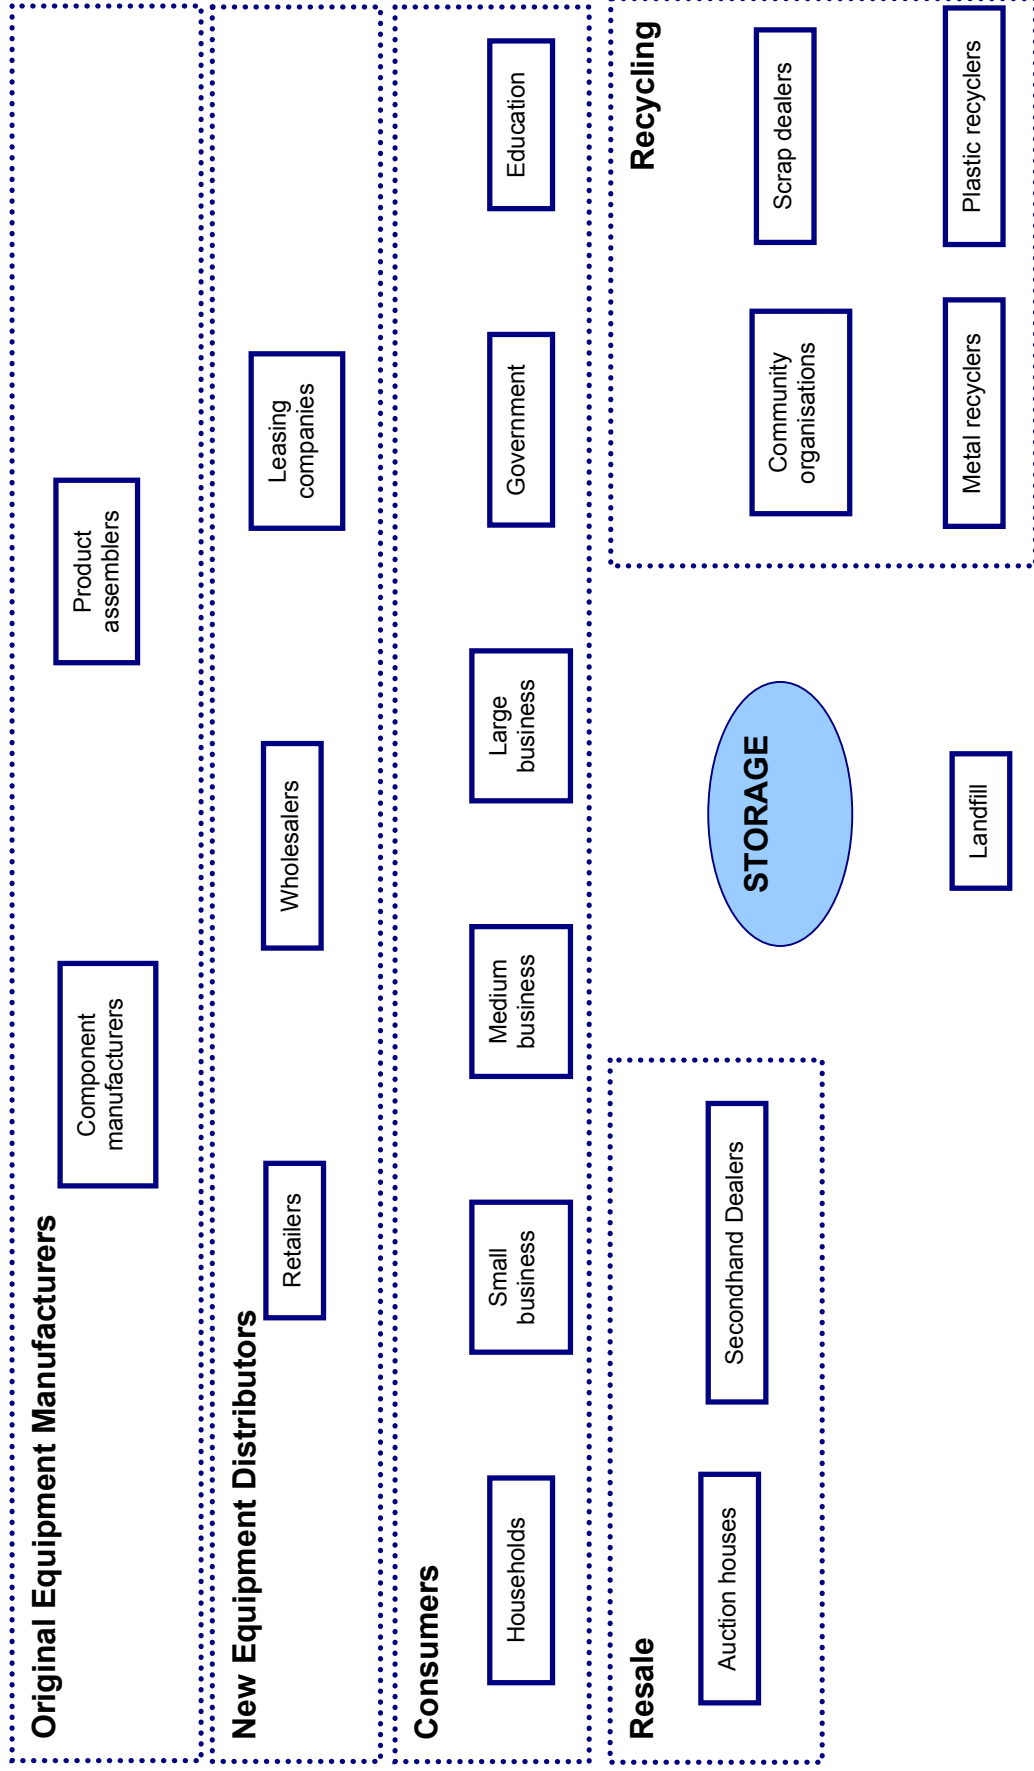 Original Equipment Manufacturers
Component
manufacturers
Product
assemblers
New Equipment Distributors
Retailers
Wholesalers
Leasing
companies
Consumers
Households
Small
business
Medium
business
Large
business
Government
Education
Resale
Auction houses
Secondhand Dealers
STORAGE
Landfill
Recycling
Community
organisations
Scrap dealers
Metal recyclers
Plastic recyclers